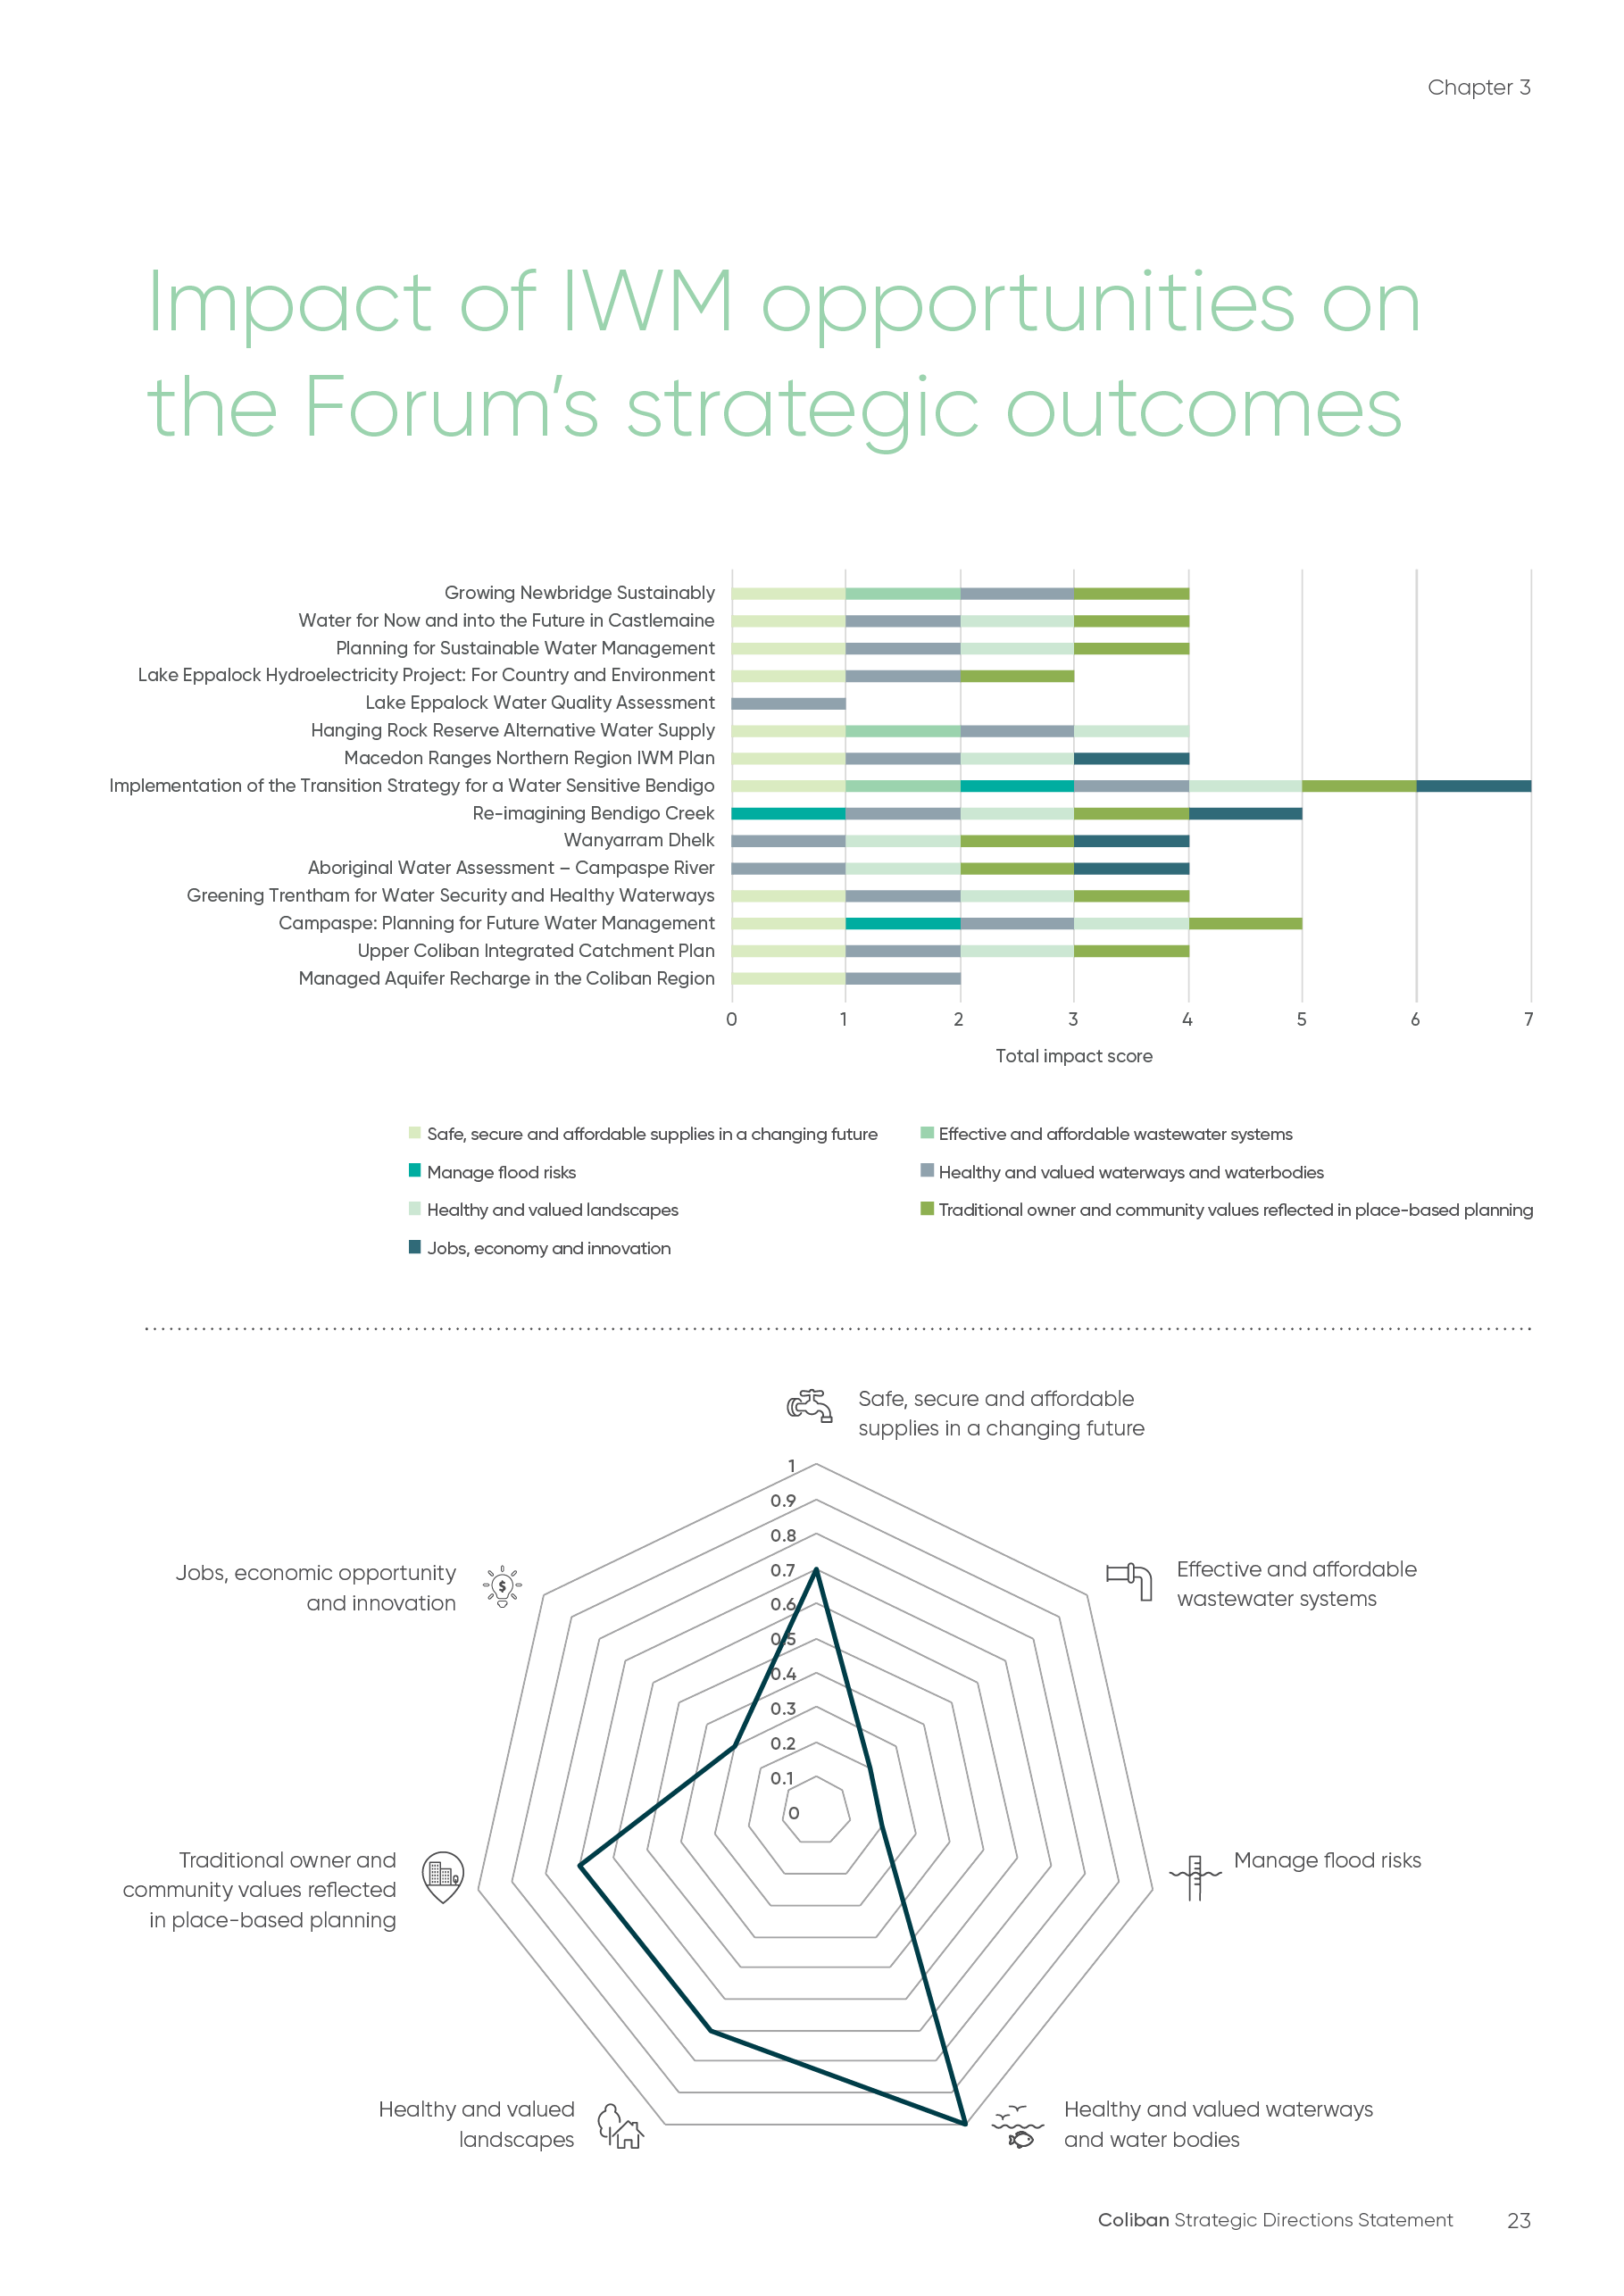 Chapter 3
Impact of IWM opportunities on
the Forum’s strategic outcomes
Growing Newbridge Sustainably
Water for Now and into the Future in Castlemaine
Planning for Sustainable Water Management
Lake Eppalock Hydroelectricity Project: For Country and Environment
Lake Eppalock Water Quality Assessment
Hanging Rock Reserve Alternative Water Supply
Macedon Ranges Northern Region IWM Plan
Implementation of the Transition Strategy for a Water Sensitive Bendigo
Re-imagining Bendigo Creek
Wanyarram Dhelk
Aboriginal Water Assessment – Campaspe River
Greening Trentham for Water Security and Healthy Waterways
Campaspe: Planning for Future Water Management
Upper Coliban Integrated Catchment Plan
Managed Aquifer Recharge in the Coliban Region
0 1 2 3 4 5 6 7
Total impact score
Safe, secure and affordable supplies in a changing future
Effective and affordable wastewater systems
Manage flood risks
Healthy and valued waterways and waterbodies
Healthy and valued landscapes
Traditional owner and community values reflected in place-based planning
Jobs, economy and innovation
Safe, secure and affordable
supplies in a changing future
1
0.9
0.8
0.7
0.6
0.5
0.4
0.3
0.2
0.1
0
Jobs, economic opportunity
and innovation
$
Effective and affordable
wastewater systems
Traditional owner and
community values reflected
in place-based planning
Manage flood risks
Healthy and valued
landscapes
Healthy and valued waterways
and water bodies
Coliban Strategic Directions Statement 23